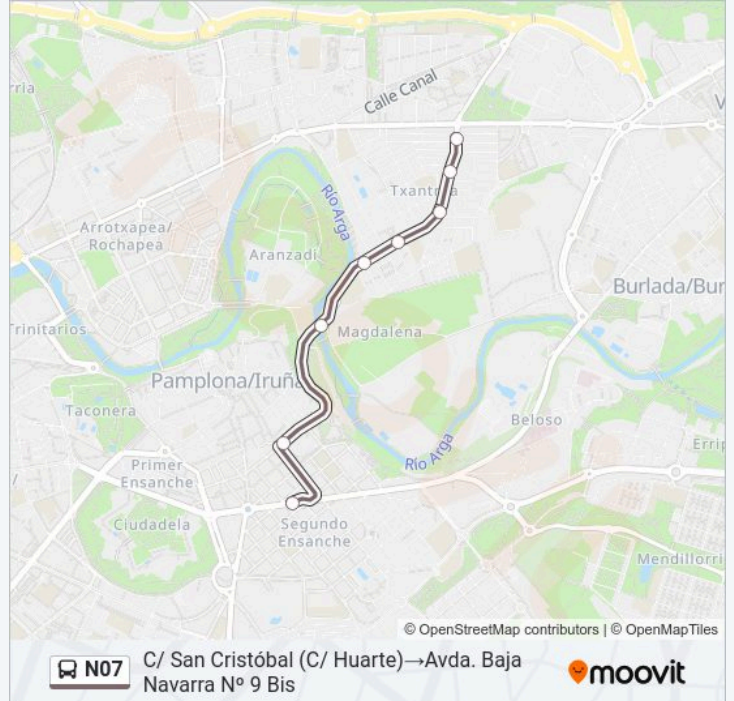 rria
Calle Canal
V
Txantrea
Río Arga
Arrotxapea/
Rochapea
Aranzadi
Burlada/Bur
Trinitarios
Magdalena
Pamplona/Iruña
Taconera
Beloso
Río Arga
Errip
Primer
Ensanche
Ciudadela
Segundo
Ensanche
Mendillorri
© OpenStreetMap contributors | © OpenMapTiles
N07
C/ San Cristóbal (C/ Huarte)→Avda. Baja
Navarra Nº 9 Bis
moovit